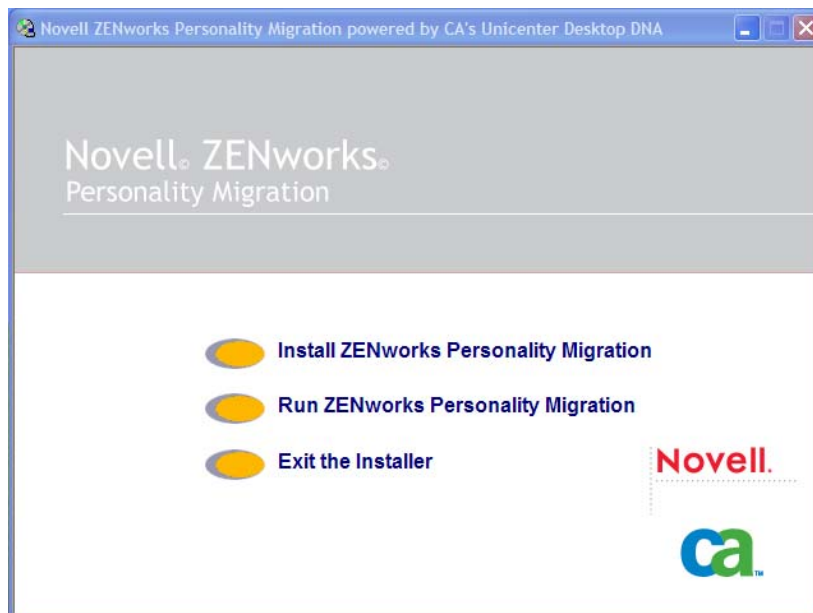 Novell ZENworks Personality Migration powered by CA's Unicenter Desktop DNA
Novell® ZENworks®
Personality Migration
Install ZENworks Personality Migration
Run ZENworks Personality Migration
Exit the Installer
Novell.
ca™